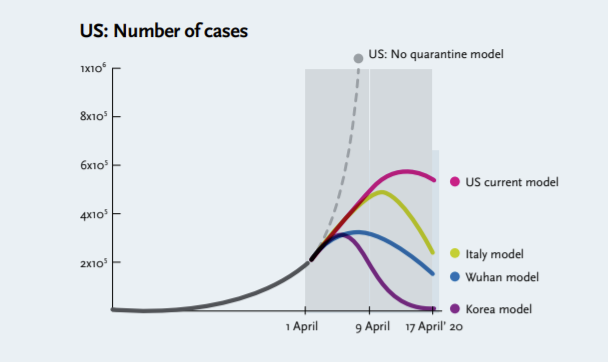 US: Number of cases
US: No quarantine model
1x10⁶
8x10⁵
6x10⁵
US current model
4x10⁵
Italy model
2x10⁵
Wuhan model
Korea model
1 April
9 April
17 April' 20